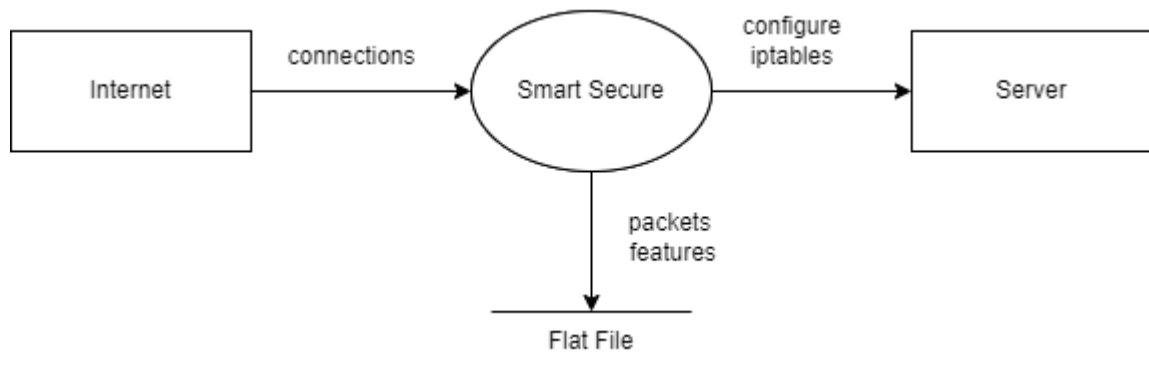 Internet
connections
Smart Secure
configure
iptables
Server
packets
features
Flat File